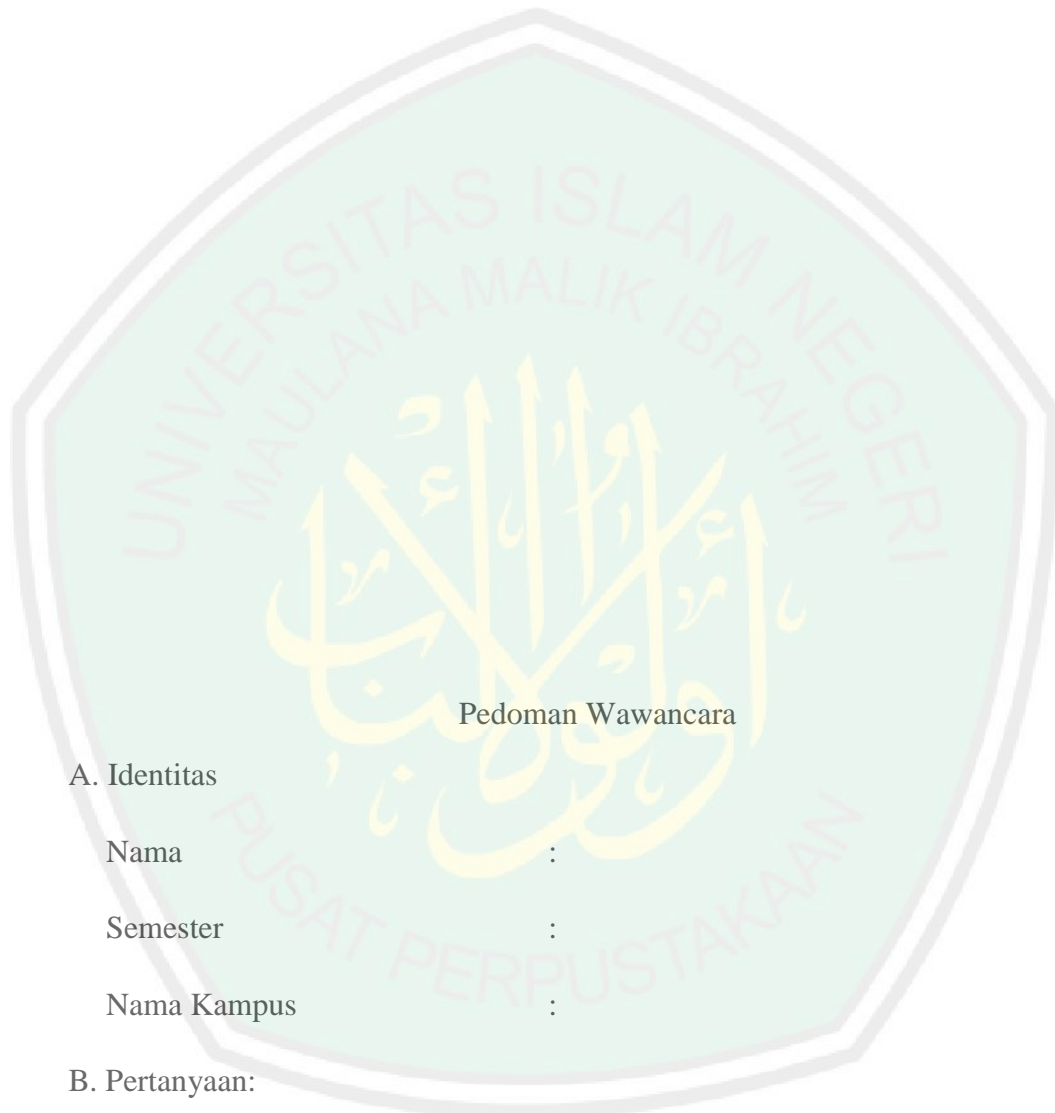 UNIVERSITAS ISLAM NEGERI
MAULANA MALIK IBRAHIM
Pedoman Wawancara
A. Identitas
Nama :
Semester :
Nama Kampus :
B. Pertanyaan:
PUSAT PERPUSTAKAAN